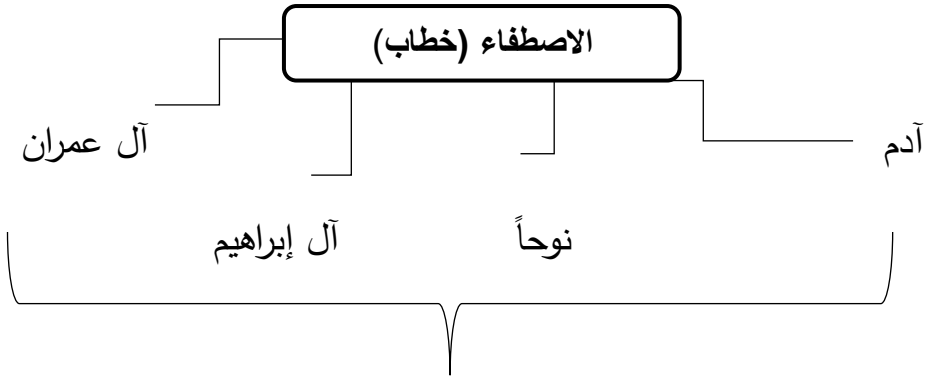 الاصطفاء (خطاب)
آدم
آل عمران
نوحاً
آل إبراهيم